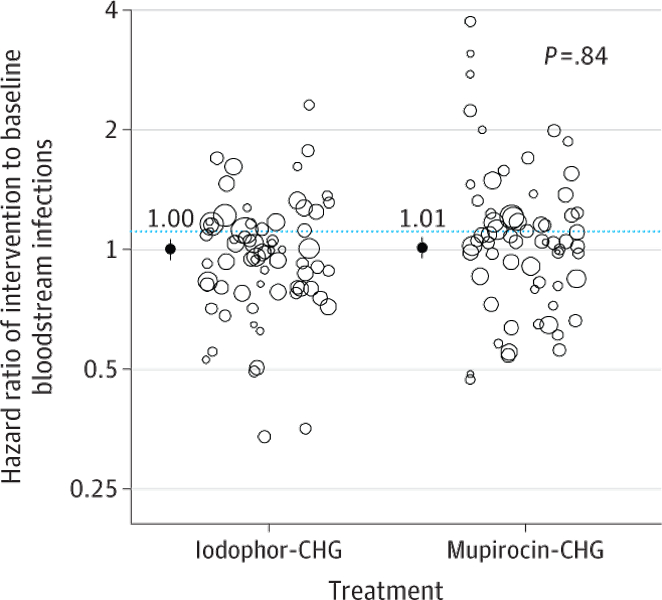 Hazard ratio of intervention to baseline
bloodstream infections
4
2
1
0.5
0.25
P=.84
1.00
1.01
Iodophor-CHG
Mupirocin-CHG
Treatment